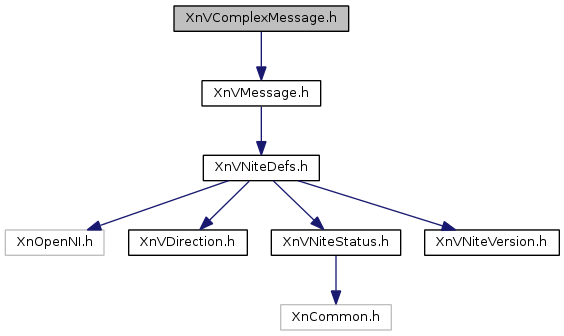 XnVComplexMessage.h
XnVMessage.h
XnVNiteDefs.h
XnOpenNI.h
XnVDirection.h
XnVNiteStatus.h
XnVNiteVersion.h
XnCommon.h